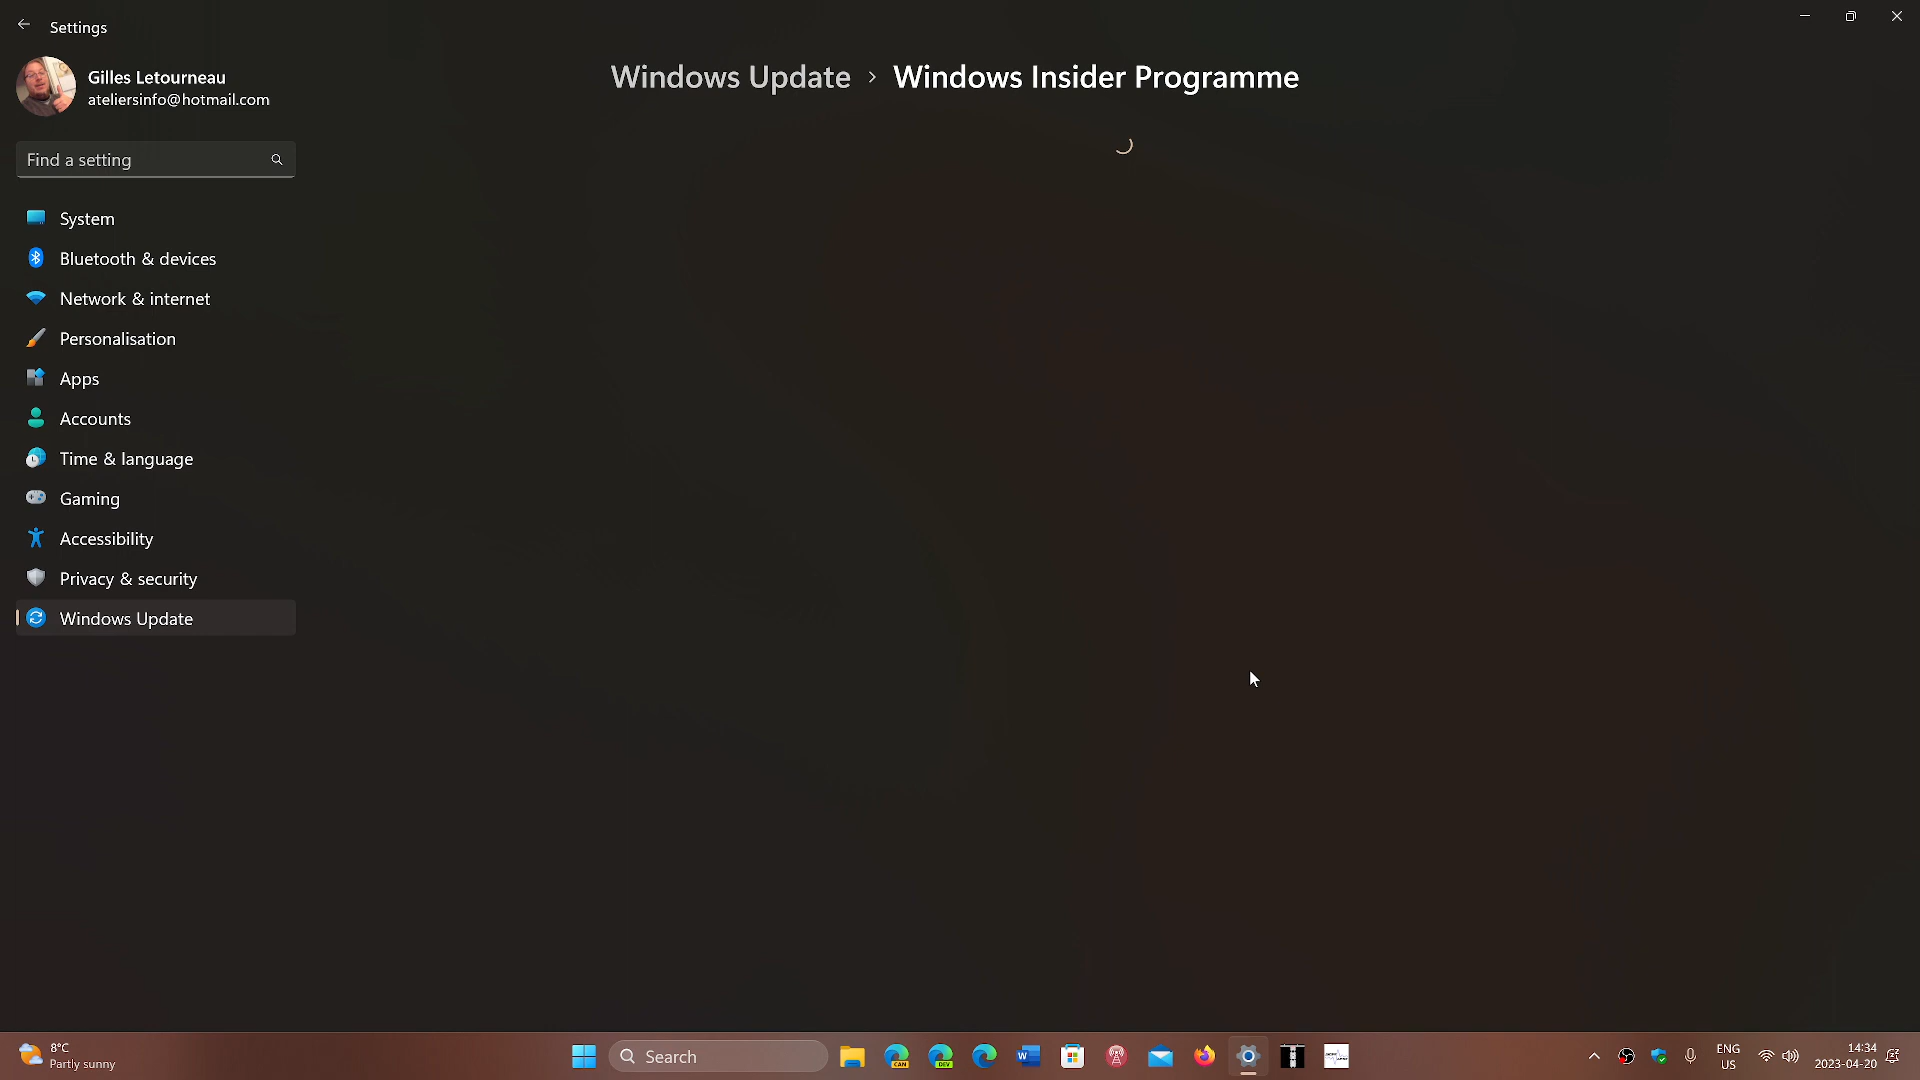 Settings
Gilles Letourneau
ateliersinfo@hotmail.com
Windows Update > Windows Insider Programme
Find a setting
System
Bluetooth & devices
Network & internet
Personalisation
Apps
Accounts
Time & language
Gaming
Accessibility
Privacy & security
Windows Update
8°C
Partly sunny
Search
CAN
DEV
W
ENG
US
14:34
2023-04-20